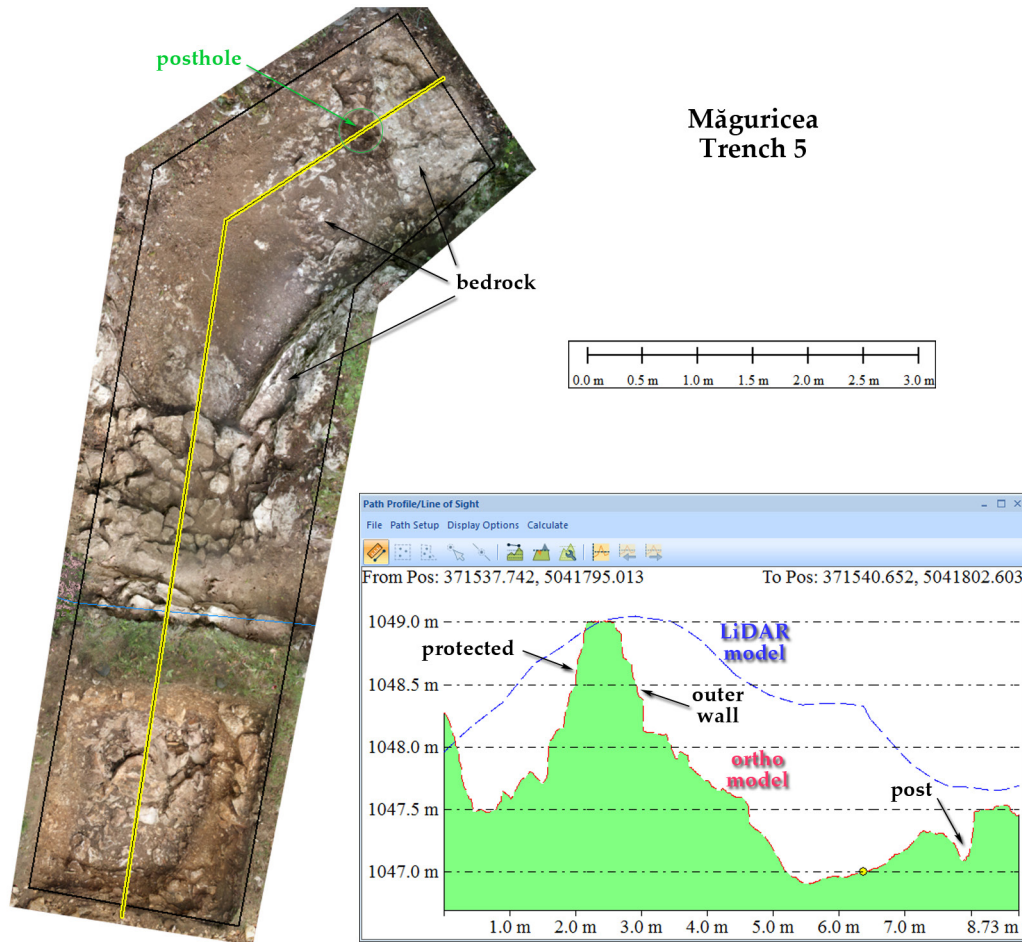 posthole
Măguricea
Trench 5
bedrock
0.0 m 0.5 m 1.0 m 1.5 m 2.0 m 2.5 m 3.0 m
Path Profile/Line of Sight
File Path Setup Display Options Calculate
From Pos: 371537.742, 5041795.013 To Pos: 371540.652, 5041802.603
1049.0 m
LiDAR
model
protected
1048.5 m
outer
wall
1048.0 m
ortho
model
post
1047.5 m
1047.0 m
1.0 m 2.0 m 3.0 m 4.0 m 5.0 m 6.0 m 7.0 m 8.73 m